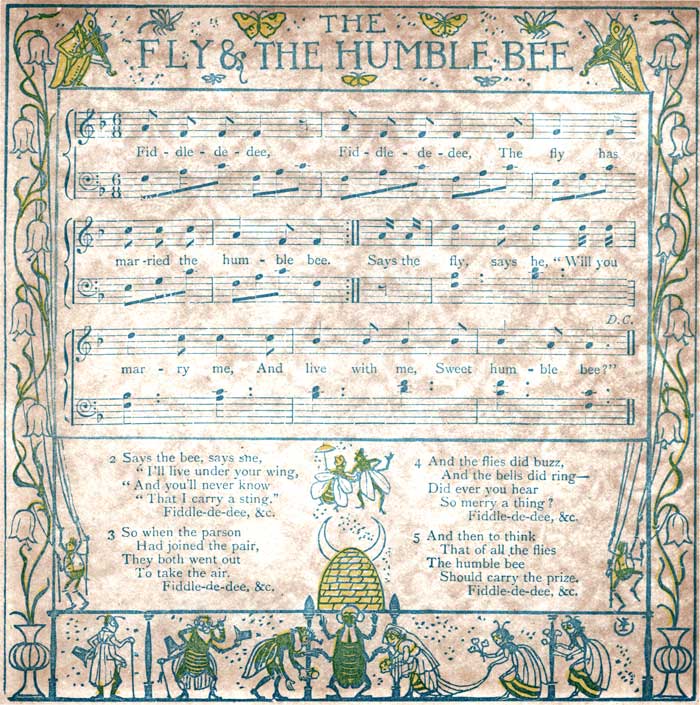 THE
FLY & THE HUMBLE BEE
Fid - dle - de - dee, Fid - dle - de - dee, The fly has
mar - ried the hum - ble bee. Says the fly, says he, "Will you
D.C.
mar - ry me, And live with me, Sweet hum - ble bee?"
2 Says the bee, says she,
"I'll live under your wing,
"And you'll never know
"That I carry a sting."
Fiddle-de-dee, &c.
3 So when the parson
Had joined the pair,
They both went out
To take the air.
Fiddle-de-dee, &c.
4 And the flies did buzz,
And the bells did ring—
Did ever you hear
So merry a thing?
Fiddle-de-dee, &c.
5 And then to think
That of all the flies
The humble bee
Should carry the prize.
Fiddle-de-dee, &c.